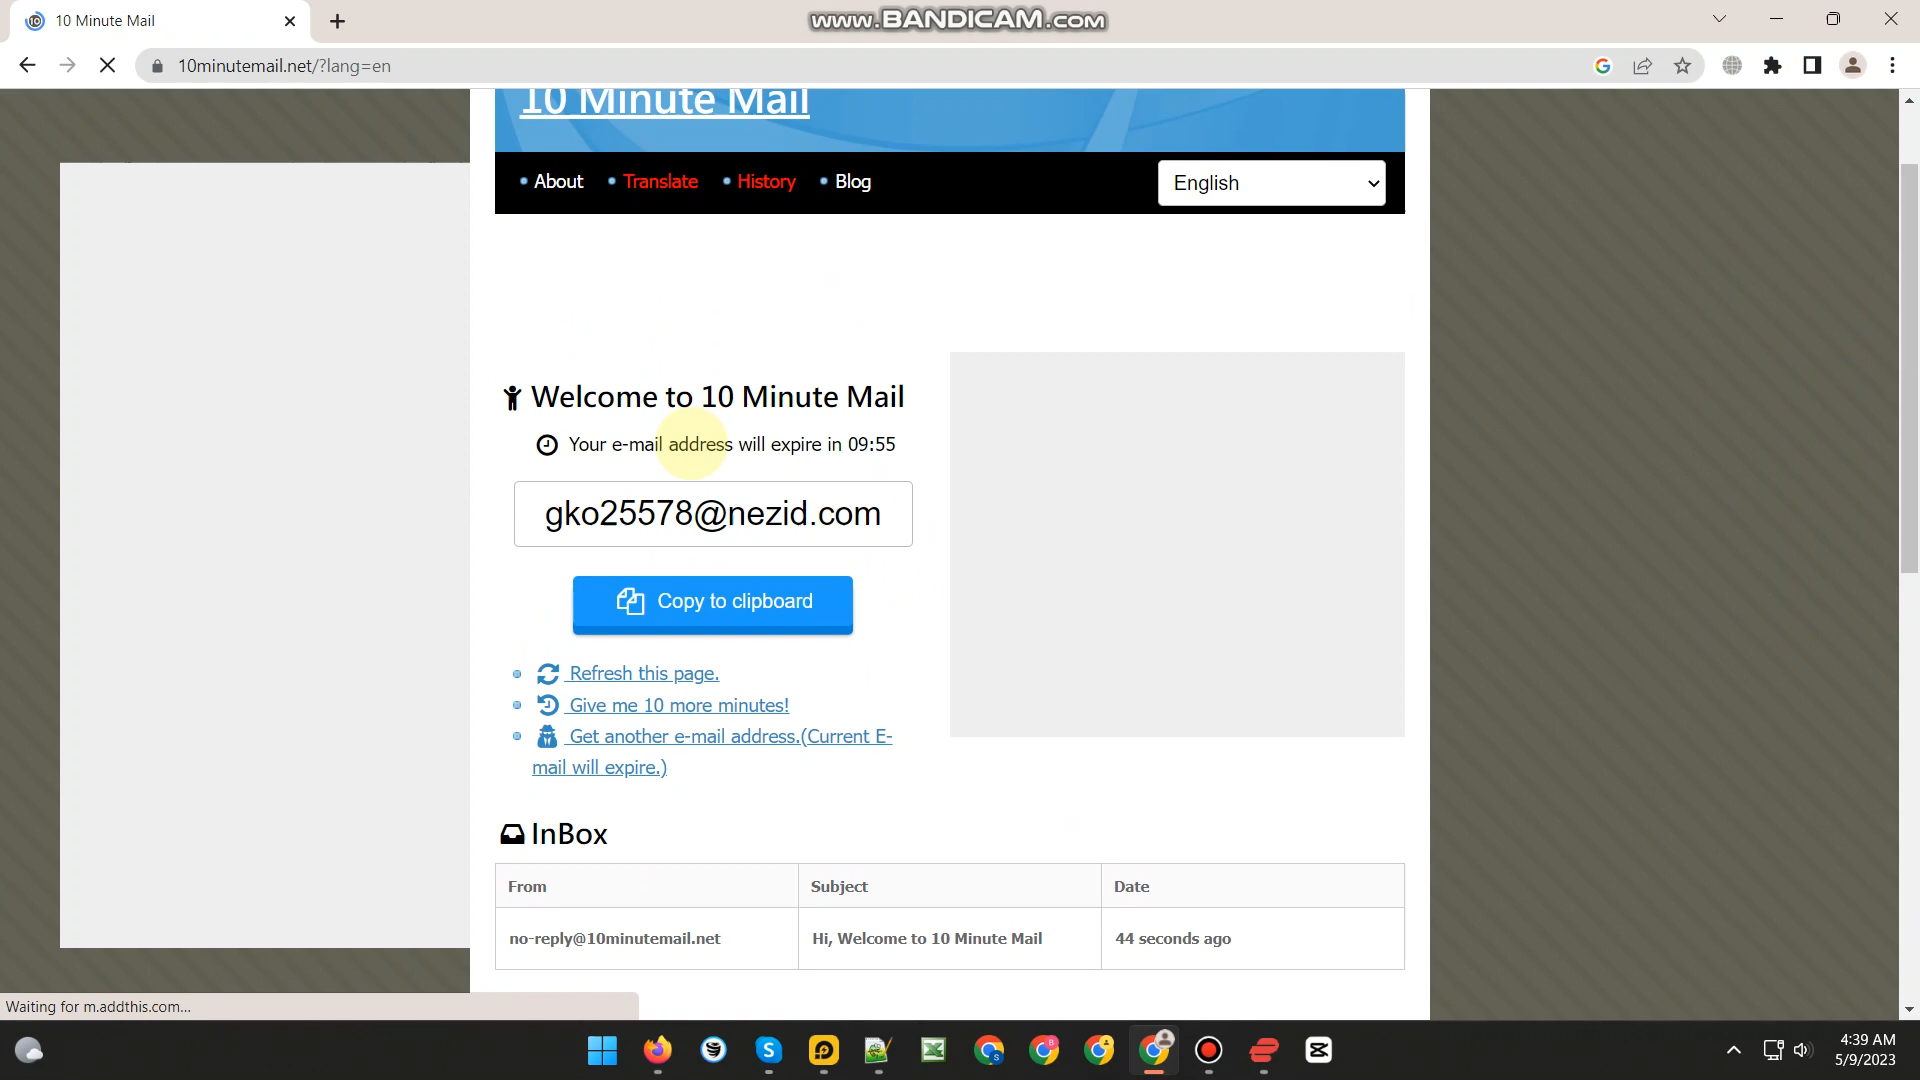 10 Minute Mail
www.BANDICAM.com
10minutemail.net/?lang=en
10 Minute Mail
About
Translate
History
Blog
English
Welcome to 10 Minute Mail
Your e-mail address will expire in 09:55
gko25578@nezid.com
Copy to clipboard
Refresh this page.
Give me 10 more minutes!
Get another e-mail address.(Current E-
mail will expire.)
InBox
From Subject Date
no-reply@10minutemail.net Hi, Welcome to 10 Minute Mail 44 seconds ago
Waiting for m.addthis.com...
4:39 AM
5/9/2023